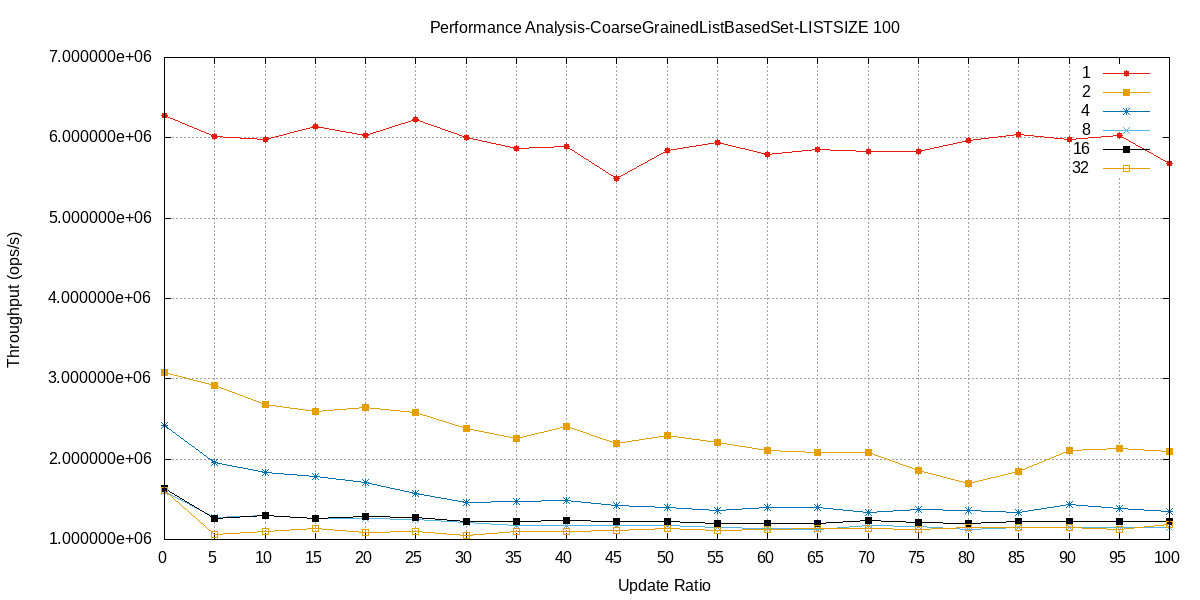 Performance Analysis-CoarseGrainedListBasedSet-LISTSIZE 100
7.000000e+06
6.000000e+06
5.000000e+06
4.000000e+06
3.000000e+06
2.000000e+06
1.000000e+06
Throughput (ops/s)
1
2
4
8
16
32
0 5 10 15 20 25 30 35 40 45 50 55 60 65 70 75 80 85 90 95 100
Update Ratio